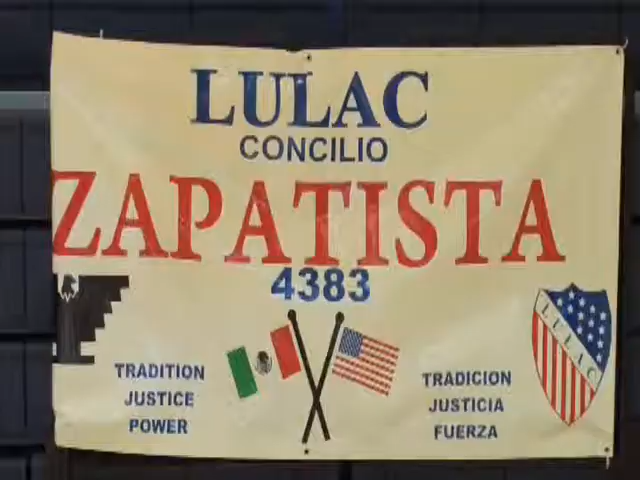 LULAC
CONCILIO
ZAPATISTA
4383
TRADITION
JUSTICE
POWER
TRADICION
JUSTICIA
FUERZA
LULAC